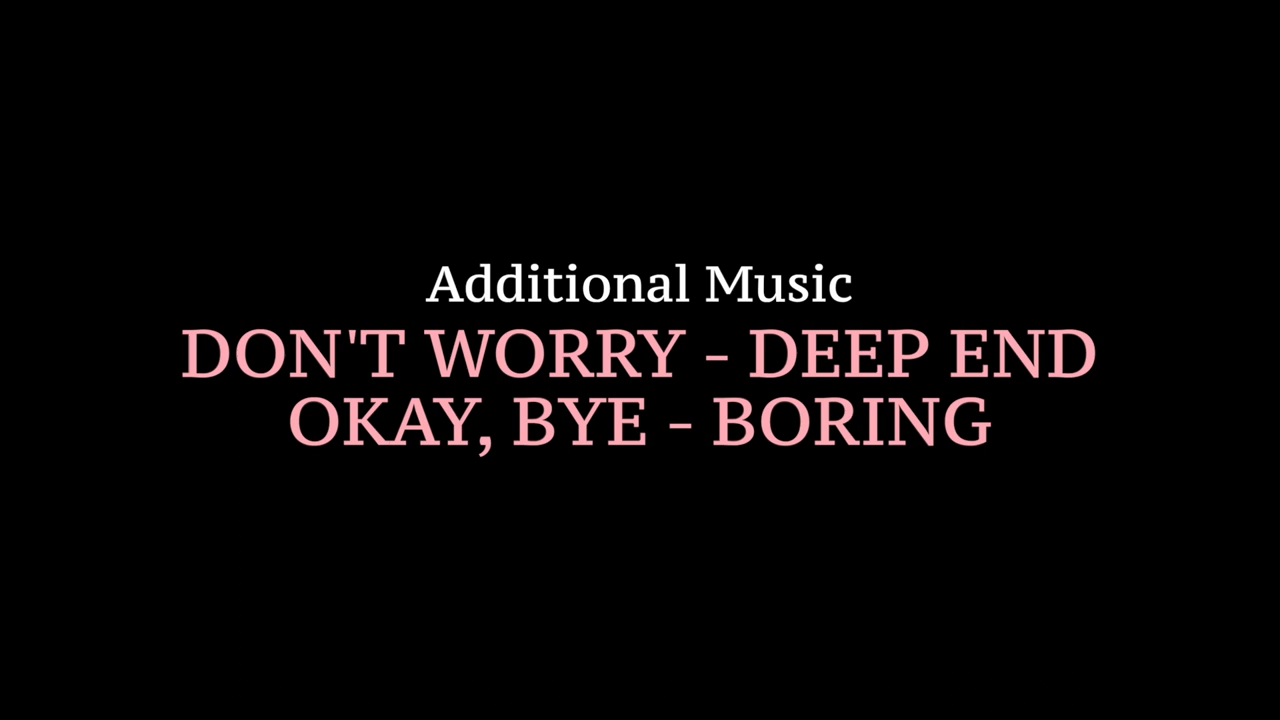 Additional Music
DON'T WORRY - DEEP END
OKAY, BYE - BORING